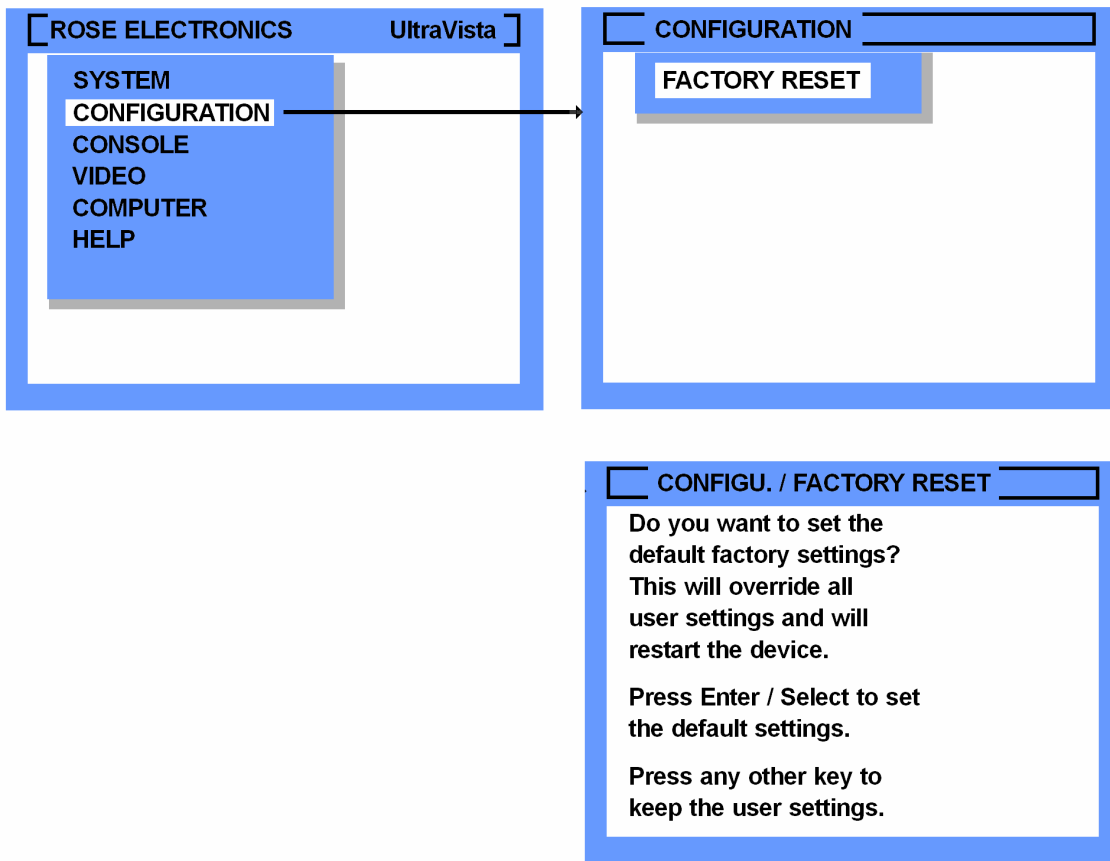 ROSE ELECTRONICS UltraVista
SYSTEM
CONFIGURATION
CONSOLE
VIDEO
COMPUTER
HELP
CONFIGURATION
FACTORY RESET
CONFIGU. / FACTORY RESET
Do you want to set the
default factory settings?
This will override all
user settings and will
restart the device.
Press Enter / Select to set
the default settings.
Press any other key to
keep the user settings.